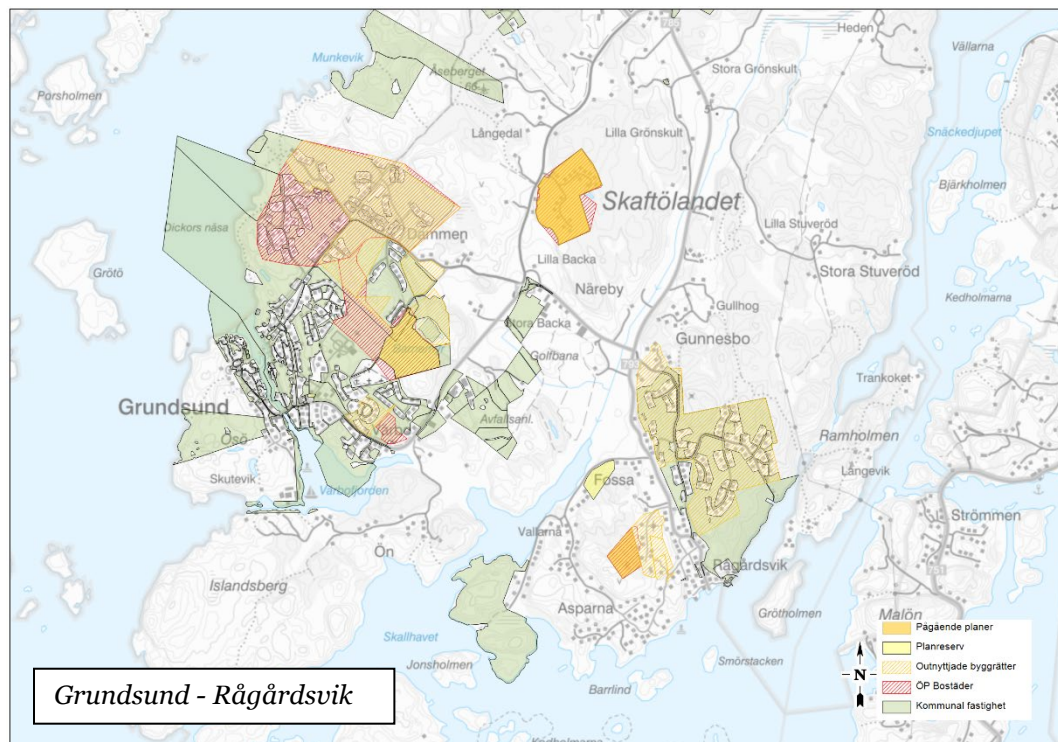 Heden
Vällarna
Munkevik
Åseberget
Stora Grönskult
Porsholmen
Långedal
Lilla Grönskult
Snäckedjupet
Bjärkholmen
Skaftölandet
Dickors näsa
Dammen
Lilla Stuveröd
Lilla Backa
Stora Stuveröd
Grötö
Näreby
Kedholmarna
Gullhog
Stora Backa
Gunnesbo
Golfbana
Trankoket
Grundsund
Avfallsanl.
Ösö
Vårbo
Ramholmen
Skutevik
Långevik
Fossa
Varbofjorden
Strömmen
Vallarna
Ön
Rågårdsvik
Islandsberg
Asparna
Grötholmen
Malön
Skallhavet
Pågående planer
Jonsholmen
Planreserv
Smörstacken
Outnyttjade byggrätter
Barrlind
N
ÖP Bostäder
Grundsund - Rågårdsvik
Kommunal fastighet
Kedholmarna